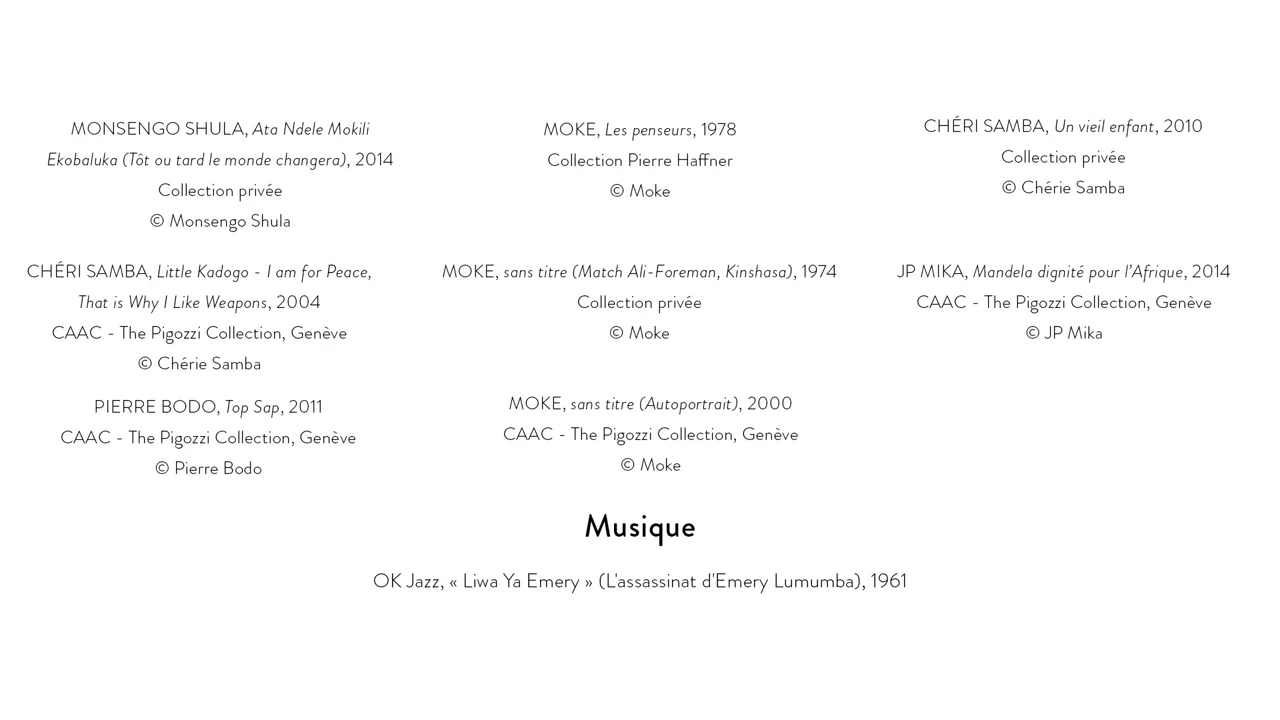 MONSENGO SHULA, Ata Ndele Mokili
Ekobaluka (Tôt ou tard le monde changera), 2014
Collection privée
© Monsengo Shula
MOKE, Les penseurs, 1978
Collection Pierre Haffner
© Moke
CHÉRI SAMBA, Un vieil enfant, 2010
Collection privée
© Chérie Samba
CHÉRI SAMBA, Little Kadogo - I am for Peace,
That is Why I Like Weapons, 2004
CAAC - The Pigozzi Collection, Genève
© Chérie Samba
MOKE, sans titre (Match Ali-Foreman, Kinshasa), 1974
Collection privée
© Moke
JP MIKA, Mandela dignité pour l’Afrique, 2014
CAAC - The Pigozzi Collection, Genève
© JP Mika
PIERRE BODO, Top Sap, 2011
CAAC - The Pigozzi Collection, Genève
© Pierre Bodo
MOKE, sans titre (Autoportrait), 2000
CAAC - The Pigozzi Collection, Genève
© Moke
Musique
OK Jazz, « Liwa Ya Emery » (L'assassinat d'Emery Lumumba), 1961